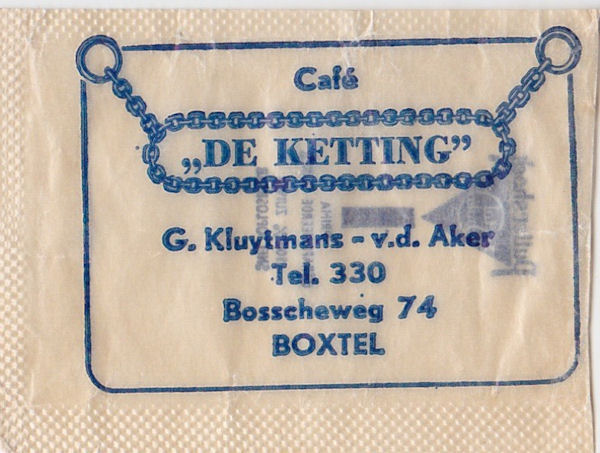 Café
„DE KETTING”
G. Kluytmans - v.d. Aker
Tel. 330
Bosscheweg 74
BOXTEL